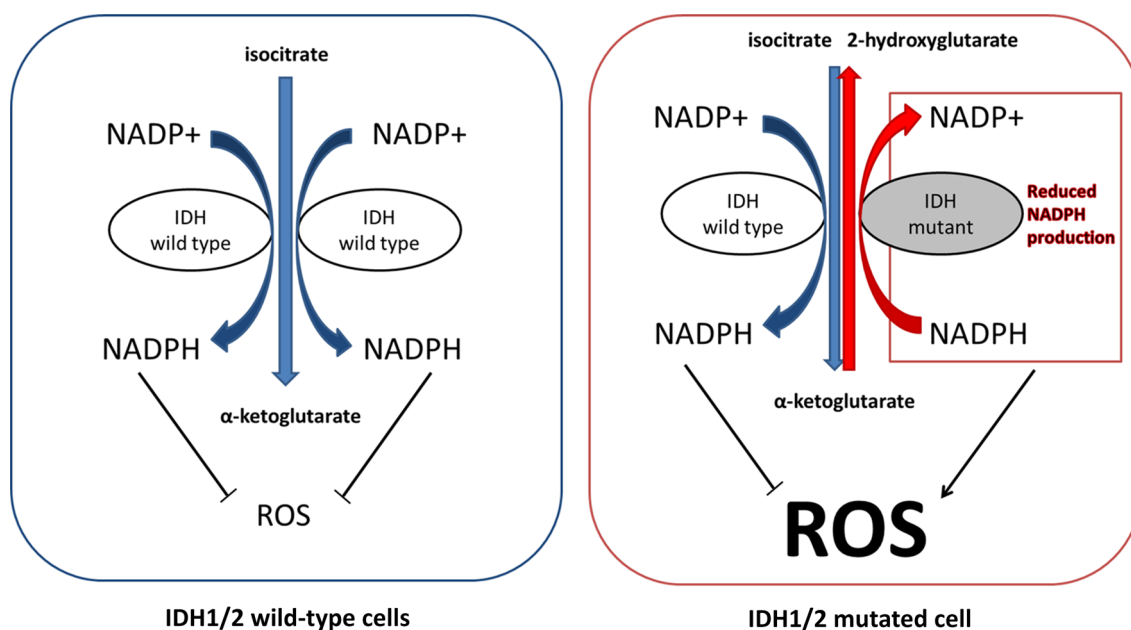 isocitrate
NADP+
NADP+
IDH
wild type
IDH
wild type
NADPH
NADPH
α-ketoglutarate
ROS
IDH1/2 wild-type cells
isocitrate
2-hydroxyglutarate
NADP+
NADP+
IDH
wild type
IDH
mutant
Reduced
NADPH
production
NADPH
NADPH
α-ketoglutarate
ROS
IDH1/2 mutated cell